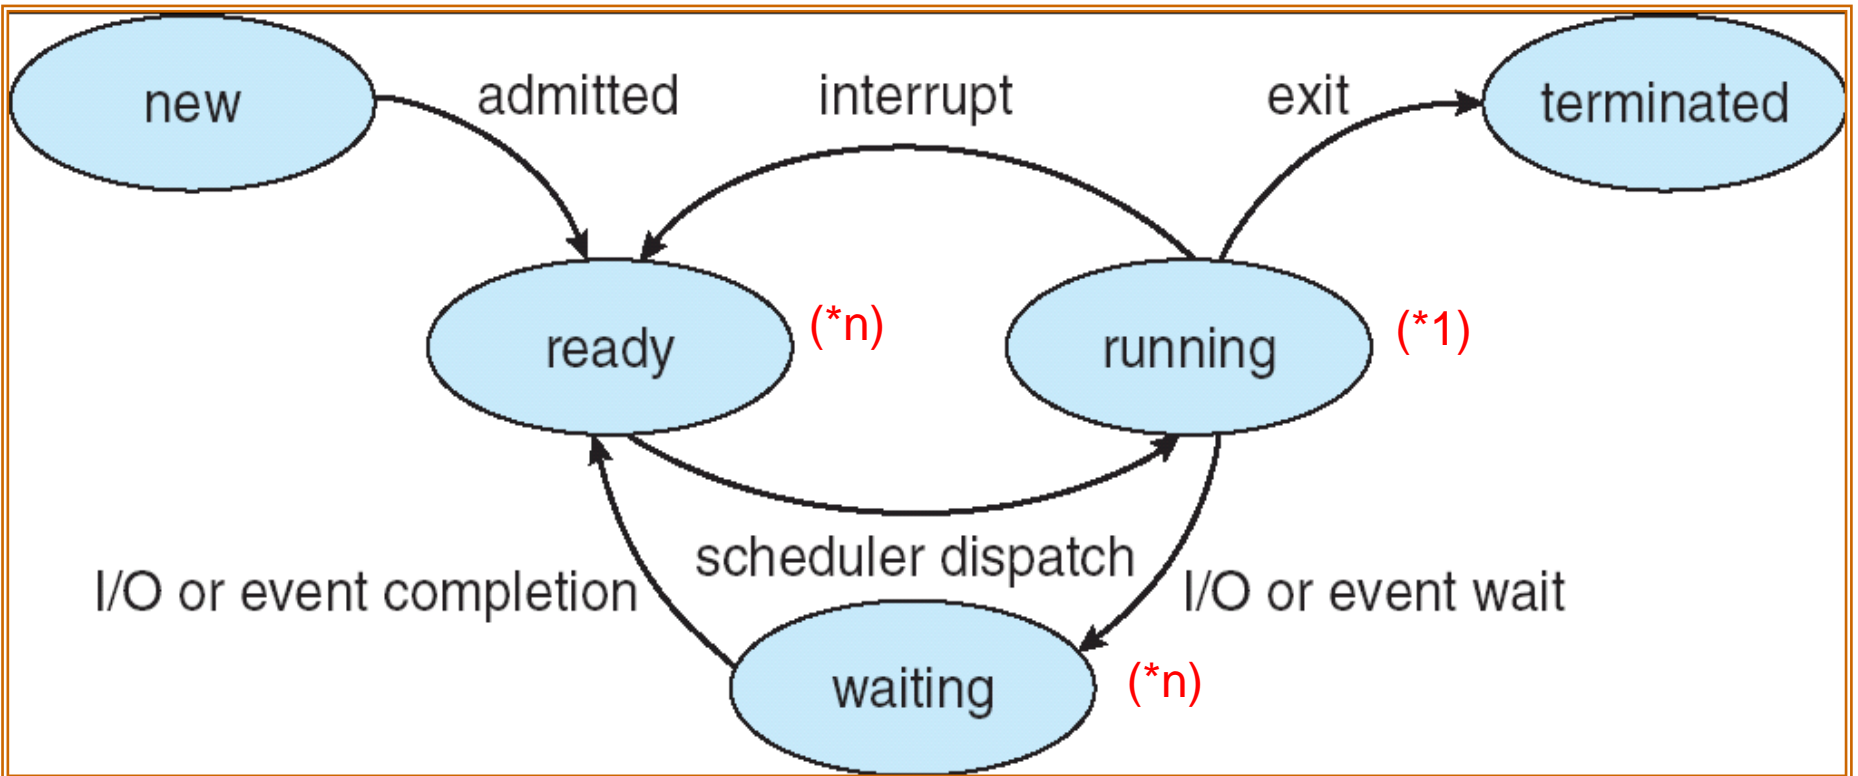 new
admitted
interrupt
exit
terminated
ready
(*n)
running
(*1)
scheduler dispatch
I/O or event completion
I/O or event wait
waiting
(*n)